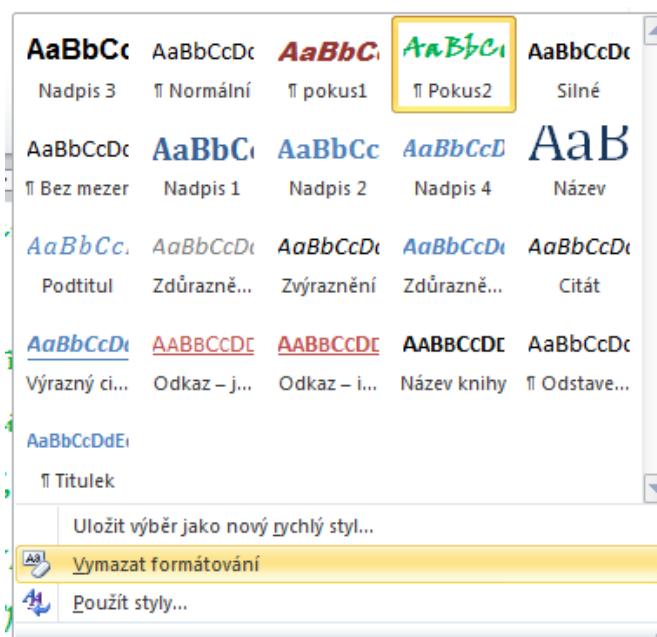 AaBbCc AaBbCcDc AaBbC AaBbCc AaBbCcDc
Nadpis 3 ¶ Normální ¶ pokus1 ¶ Pokus2 Silné
AaBbCcDc AaBbC AaBbCc AaBbCcD AaB
¶ Bez mezer Nadpis 1 Nadpis 2 Nadpis 4 Název
AaBbCc AaBbCcDc AaBbCcDc AaBbCcDc AaBbCcDc
Podtitul Zdůrazně... Zvýraznění Zdůrazně... Citát
AaBbCcDc AaBbCcDd AaBbCcDd AaBbCcDd AaBbCcDc
Výrazný ci... Odkaz – j... Odkaz – i... Název knihy ¶ Odstave...
AaBbCcDdEe
¶ Titulek
Uložit výběr jako nový rychlý styl...
Vymazat formátování
Použít styly...